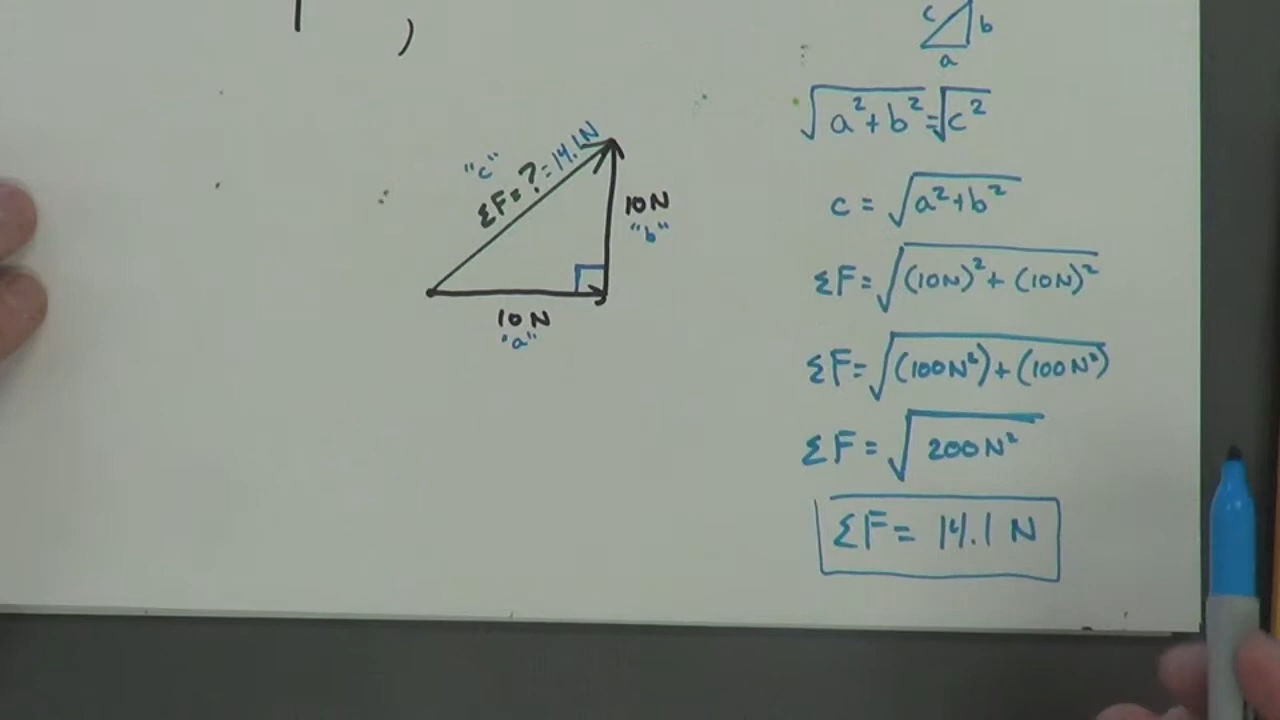 "c"
ΣF=?=14.1N
10N
"b"
10N
"a"
c
b
a
√a²+b² = √c²
c = √a²+b²
ΣF= √(10N)²+(10N)²
ΣF= √(100N²)+(100N²)
ΣF = √200N²
ΣF= 14.1 N